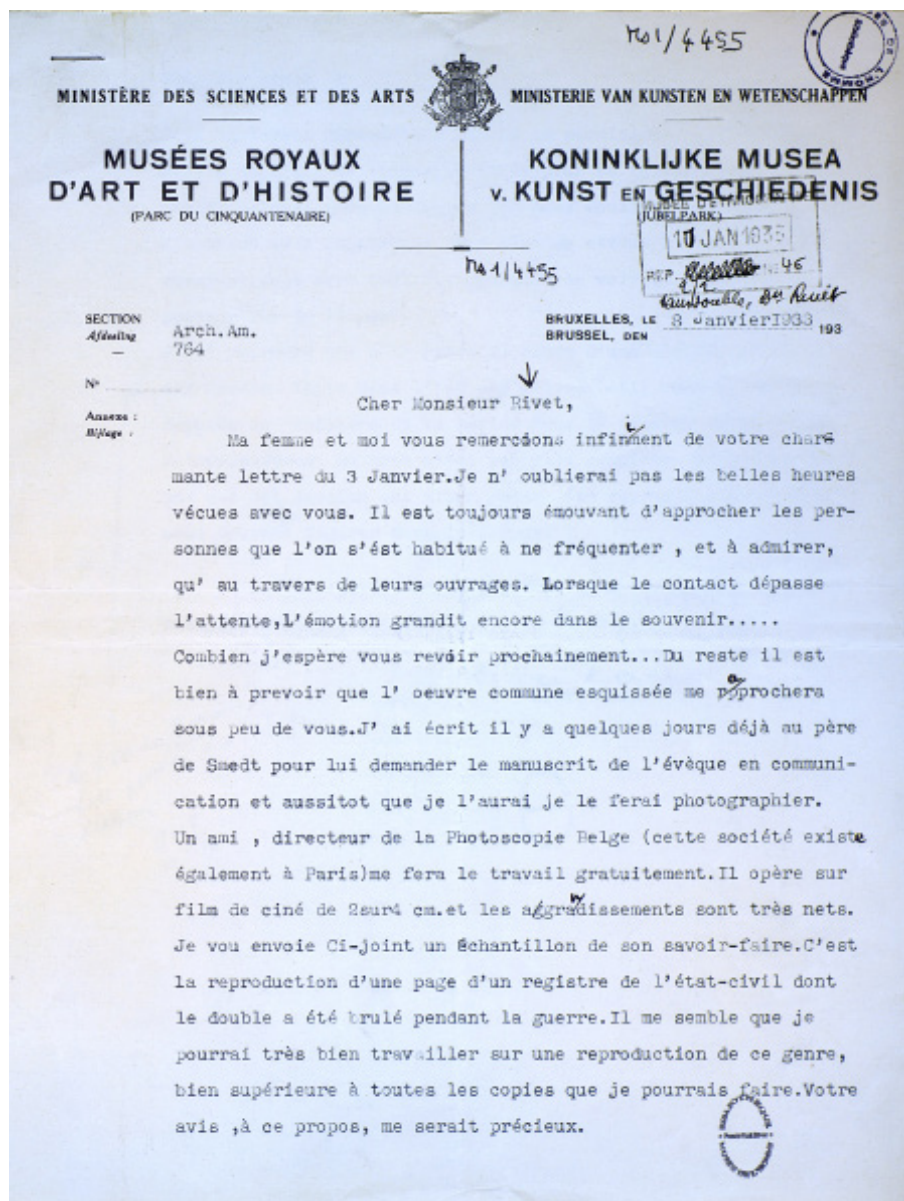 Ms1/4455
MINISTÈRE DES SCIENCES ET DES ARTS
MUSÉES ROYAUX
D'ART ET D'HISTOIRE
(PARC DU CINQUANTENAIRE)
MINISTERIE VAN KUNSTEN EN WETENSCHAPPEN
KONINKLIJKE MUSEA
V. KUNST EN GESCHIEDENIS
(JUBELPARK)
JAN 1933
REP. 46
Ms 1/4455
SECTION
Afdeeling
Arch.Am.
764
BRUXELLES, LE 8 Janvier I933 193
BRUSSEL, DEN
No
Annexe :
Bijlage :
Cher Monsieur Rivet,
Ma femme et moi vous remercions infiniment de votre char-
mante lettre du 3 Janvier.Je n' oublierai pas les belles heures
vécues avec vous. Il est toujours émouvant d'approcher les per-
sonnes que l'on s'ést habitué à ne fréquenter , et à admirer,
qu' au travers de leurs ouvrages. Lorsque le contact dépasse
l'attente,L'émotion grandit encore dans le souvenir.....
Combien j'espère vous revoir prochainement...Du reste il est
bien à prevoir que l' oeuvre commune esquissée me raprochera
sous peu de vous.J' ai écrit il y a quelques jours déjà au père
de Smedt pour lui demander le manuscrit de l'évèque en communi-
cation et aussitot que je l'aurai je le ferai photographier.
Un ami , directeur de la Photoscopie Belge (cette société existe
également à Paris)me fera le travail gratuitement.Il opère sur
film de ciné de 2sur4 cm.et les agrandissements sont très nets.
Je vou envoie Ci-joint un échantillon de son savoir-faire.C'est
la reproduction d'une page d'un registre de l'état-civil dont
le double a été brulé pendant la guerre.Il me semble que je
pourrai très bien travailler sur une reproduction de ce genre,
bien supérieure à toutes les copies que je pourrais faire.Votre
avis ,à ce propos, me serait précieux.